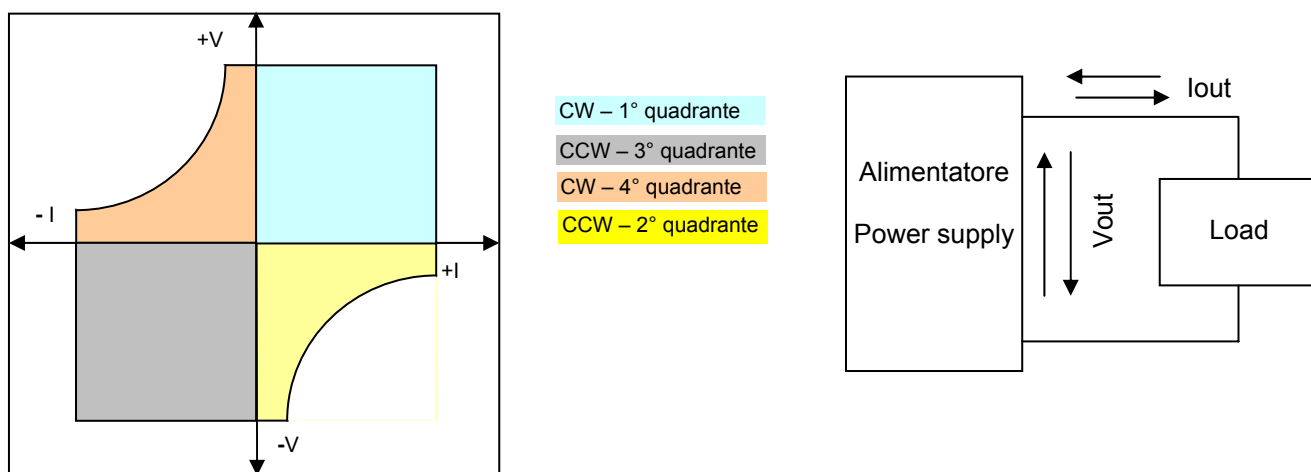 +V
- I
+I
-V
CW – 1° quadrante
CCW – 3° quadrante
CW – 4° quadrante
CCW – 2° quadrante
Alimentatore
Power supply
Iout
Vout
Load